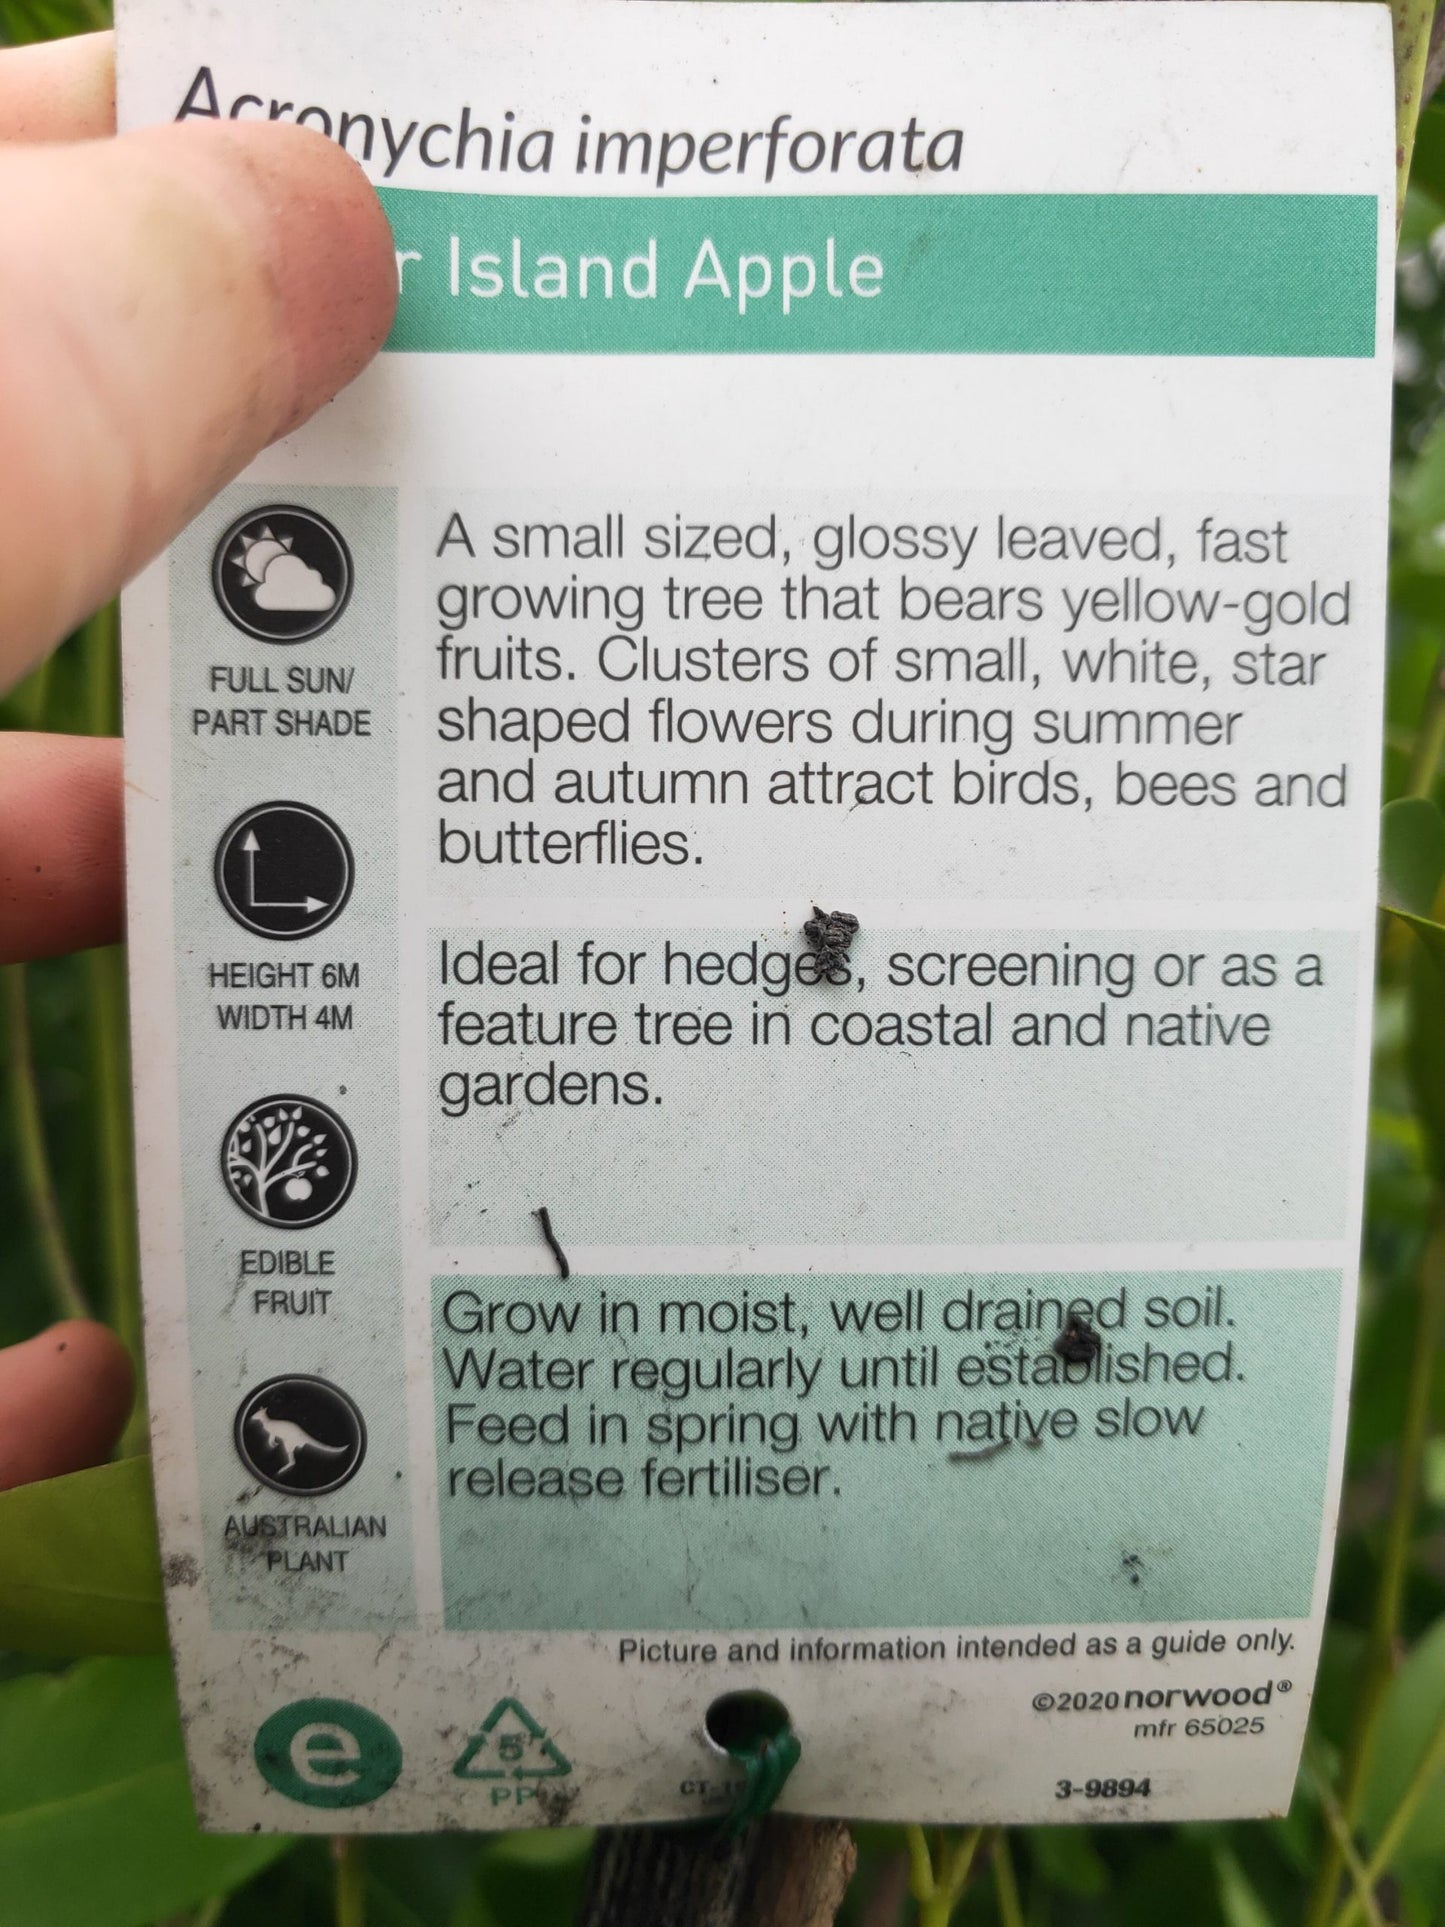 Acronychia imperforata
r Island Apple
A small sized, glossy leaved, fast
growing tree that bears yellow-gold
fruits. Clusters of small, white, star
shaped flowers during summer
and autumn attract birds, bees and
butterflies.
FULL SUN/
PART SHADE
HEIGHT 6M
WIDTH 4M
Ideal for hedges, screening or as a
feature tree in coastal and native
gardens.
EDIBLE
FRUIT
Grow in moist, well drained soil.
Water regularly until established.
Feed in spring with native slow
release fertiliser.
AUSTRALIAN
PLANT
Picture and information intended as a guide only.
©2020 norwood®
mfr 65025
e
5
PP
3-9894